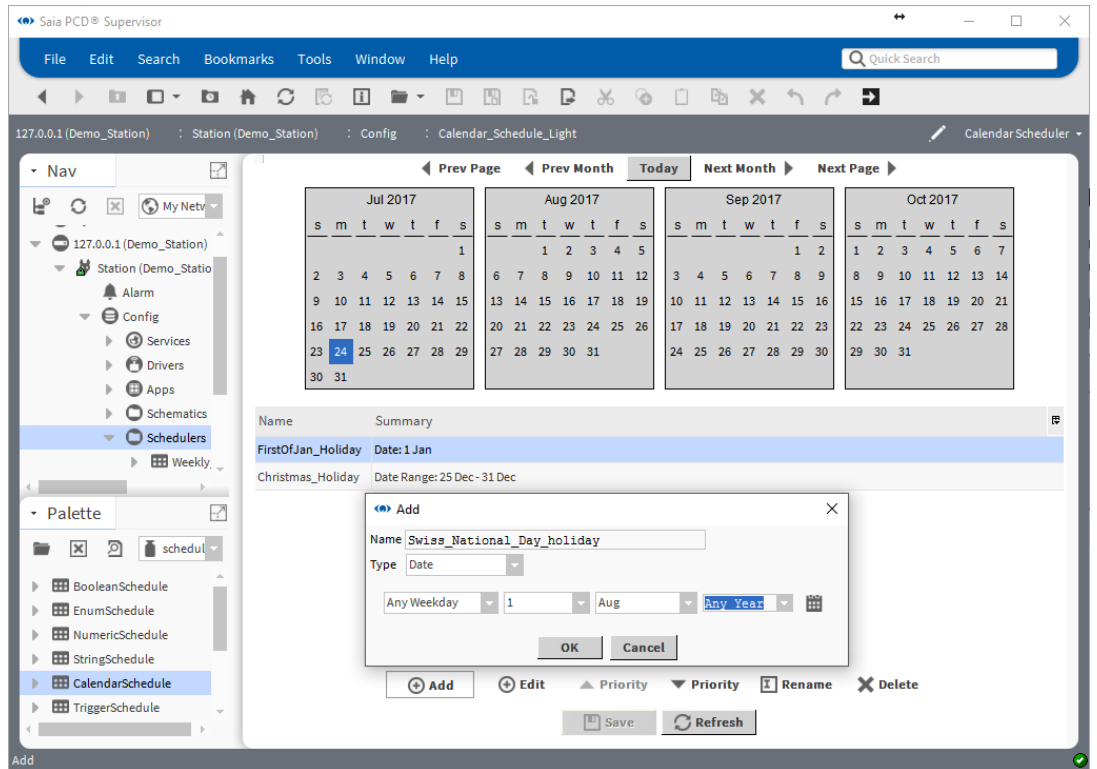 Saia PCD® Supervisor
File Edit Search Bookmarks Tools Window Help
Quick Search
127.0.0.1 (Demo_Station) : Station (Demo_Station) : Config : Calendar_Schedule_Light
Calendar Scheduler
Nav
My Netv
127.0.0.1 (Demo_Station)
Station (Demo_Statio
Alarm
Config
Services
Drivers
Apps
Schematics
Schedulers
Weekly_
Palette
schedul
BooleanSchedule
EnumSchedule
NumericSchedule
StringSchedule
CalendarSchedule
TriggerSchedule
Prev Page Prev Month Today Next Month Next Page
Jul 2017
s m t w t f s
1
2 3 4 5 6 7 8
9 10 11 12 13 14 15
16 17 18 19 20 21 22
23 24 25 26 27 28 29
30 31
Aug 2017
s m t w t f s
1 2 3 4 5
6 7 8 9 10 11 12
13 14 15 16 17 18 19
20 21 22 23 24 25 26
27 28 29 30 31
Sep 2017
s m t w t f s
1 2
3 4 5 6 7 8 9
10 11 12 13 14 15 16
17 18 19 20 21 22 23
24 25 26 27 28 29 30
Oct 2017
s m t w t f s
1 2 3 4 5 6 7
8 9 10 11 12 13 14
15 16 17 18 19 20 21
22 23 24 25 26 27 28
29 30 31
Name Summary
FirstOfJan_Holiday Date: 1 Jan
Christmas_Holiday Date Range: 25 Dec - 31 Dec
Add
Name Swiss_National_Day_holiday
Type Date
Any Weekday 1 Aug Any Year
OK Cancel
Add Edit Priority Priority Rename Delete
Save Refresh
Add